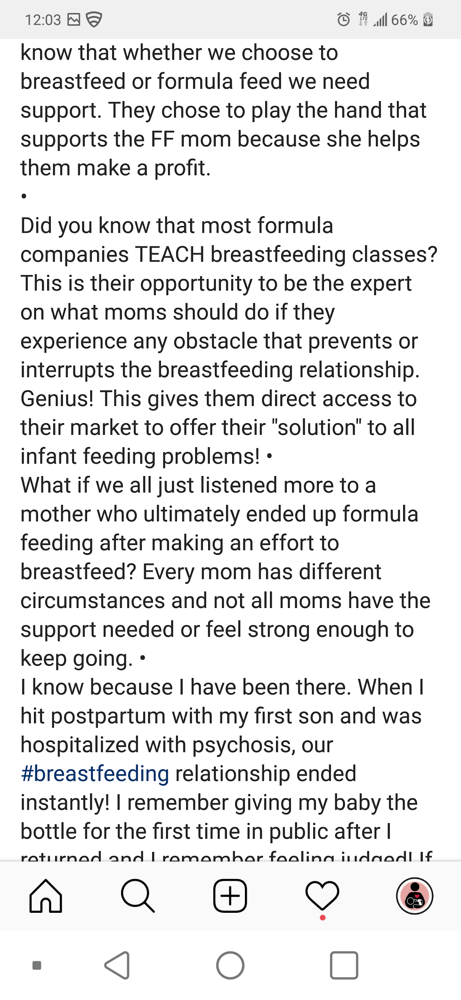 12:03
4G
LTE
66%
know that whether we choose to
breastfeed or formula feed we need
support. They chose to play the hand that
supports the FF mom because she helps
them make a profit.
•
Did you know that most formula
companies TEACH breastfeeding classes?
This is their opportunity to be the expert
on what moms should do if they
experience any obstacle that prevents or
interrupts the breastfeeding relationship.
Genius! This gives them direct access to
their market to offer their "solution" to all
infant feeding problems! •
What if we all just listened more to a
mother who ultimately ended up formula
feeding after making an effort to
breastfeed? Every mom has different
circumstances and not all moms have the
support needed or feel strong enough to
keep going. •
I know because I have been there. When I
hit postpartum with my first son and was
hospitalized with psychosis, our
#breastfeeding relationship ended
instantly! I remember giving my baby the
bottle for the first time in public after I
returned and I remember feeling judged! If